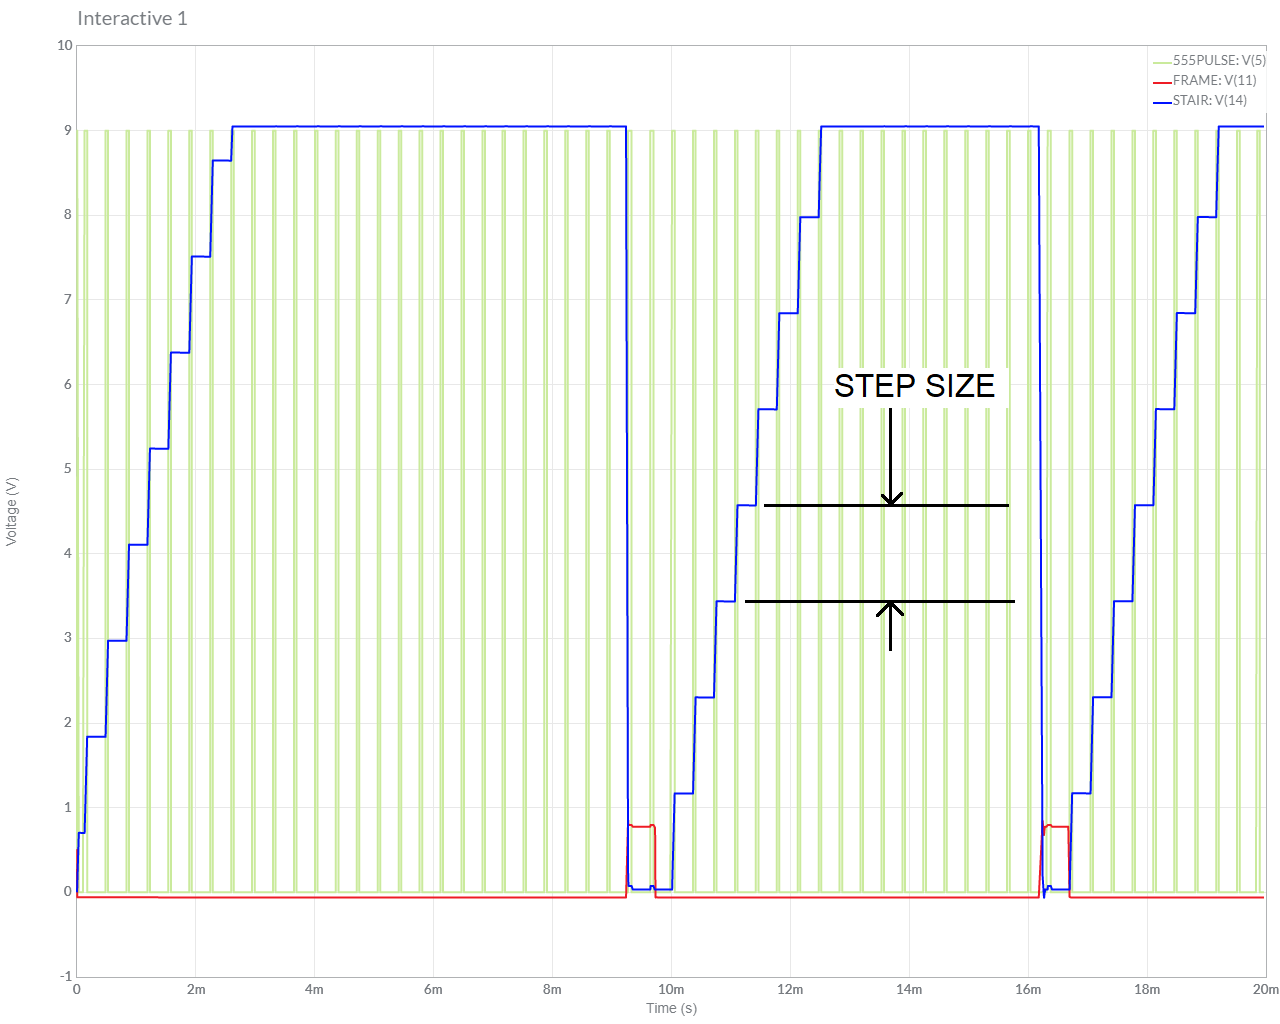 Interactive 1
10
555PULSE: V(5)
FRAME: V(11)
STAIR: V(14)
9
8
7
6
STEP SIZE
5
4
3
2
1
0
-1
Voltage (V)
0 2m 4m 6m 8m 10m 12m 14m 16m 18m 20m
Time (s)